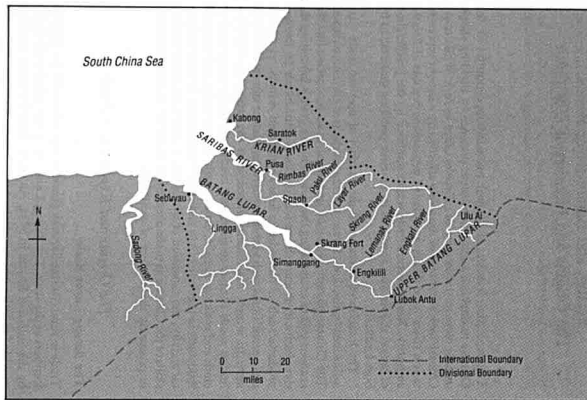 South China Sea
Kabong
Saratok
KRIAN RIVER
SARIBAS RIVER
Pusa
Rimbas River
Paku River
Layar River
Spaoh
Skrang River
BATANG LUPAR
Sebuyau
Lingga
Lemanak River
Engkari River
Ulu Ai
UPPER BATANG LUPAR
Skrang Fort
Simanggang
Engkilili
Lubok Antu
Sadong River
N
0 10 20
miles
International Boundary
Divisional Boundary